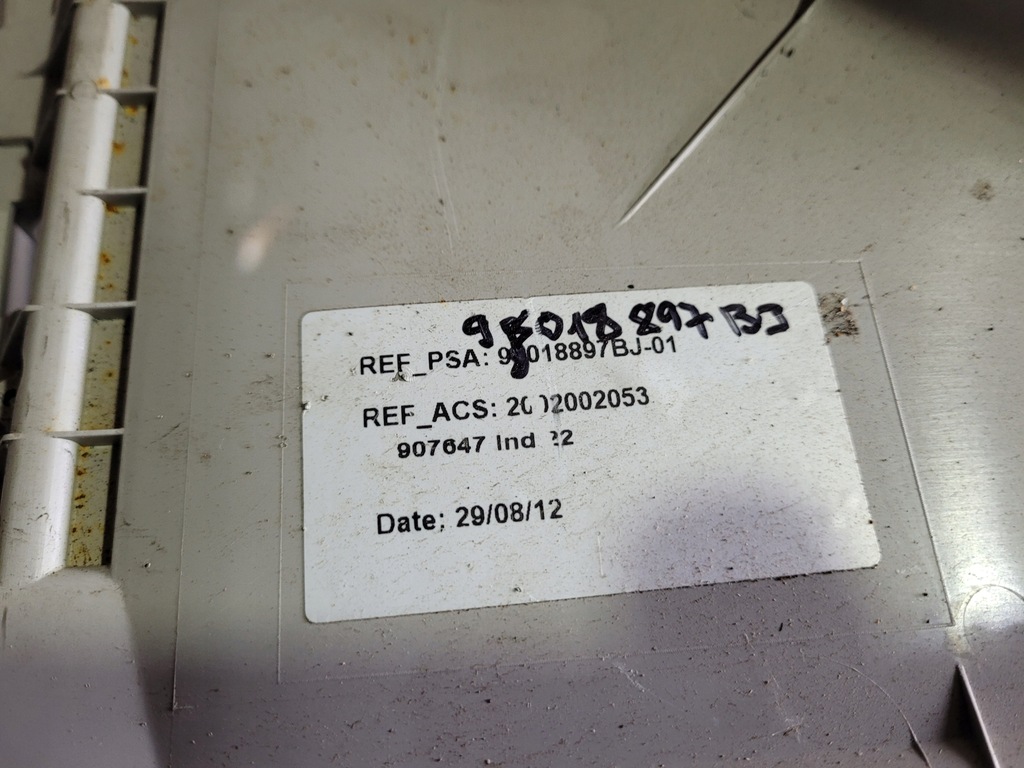 98018897BJ
REF_PSA: 98018897BJ-01
REF_ACS: 2002002053
907647 Ind 22
Date; 29/08/12